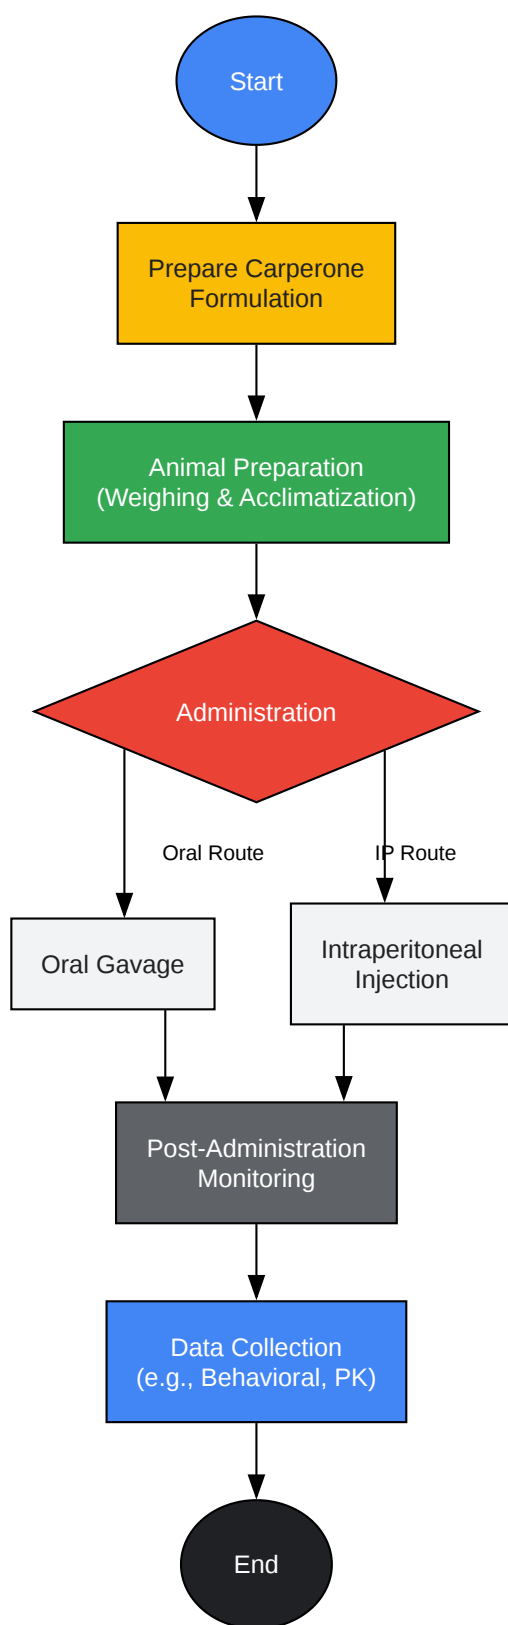 Start
Prepare Carperone
Formulation
Animal Preparation
(Weighing & Acclimatization)
Administration
Oral Route
IP Route
Oral Gavage
Intraperitoneal
Injection
Post-Administration
Monitoring
Data Collection
(e.g., Behavioral, PK)
End